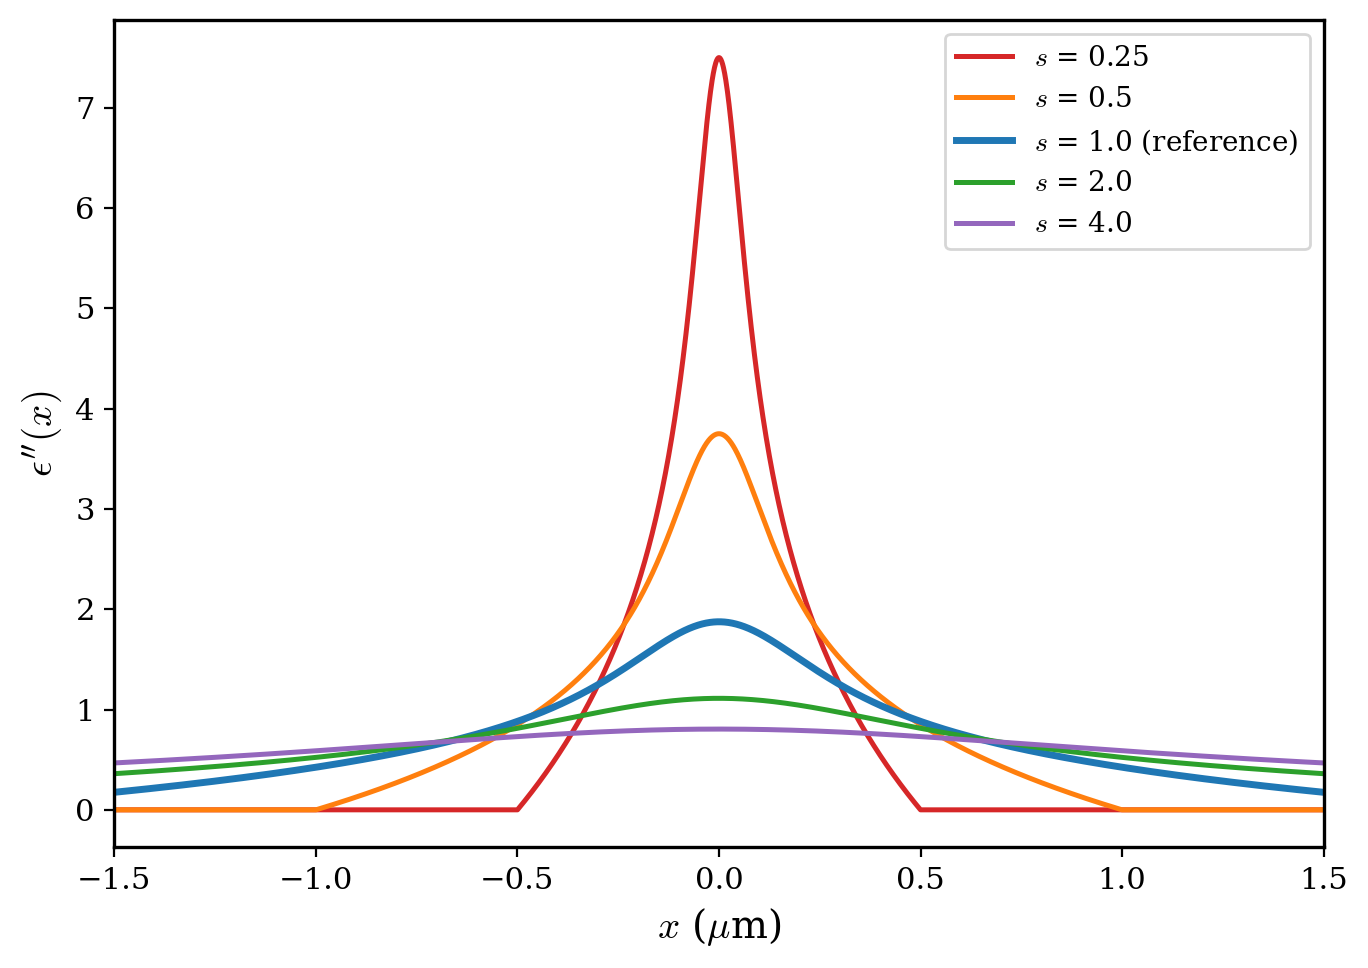 s = 0.25
s = 0.5
s = 1.0 (reference)
s = 2.0
s = 4.0
7
6
5
4
3
2
1
0
ϵ″(x)
−1.5 −1.0 −0.5 0.0 0.5 1.0 1.5
x (μm)